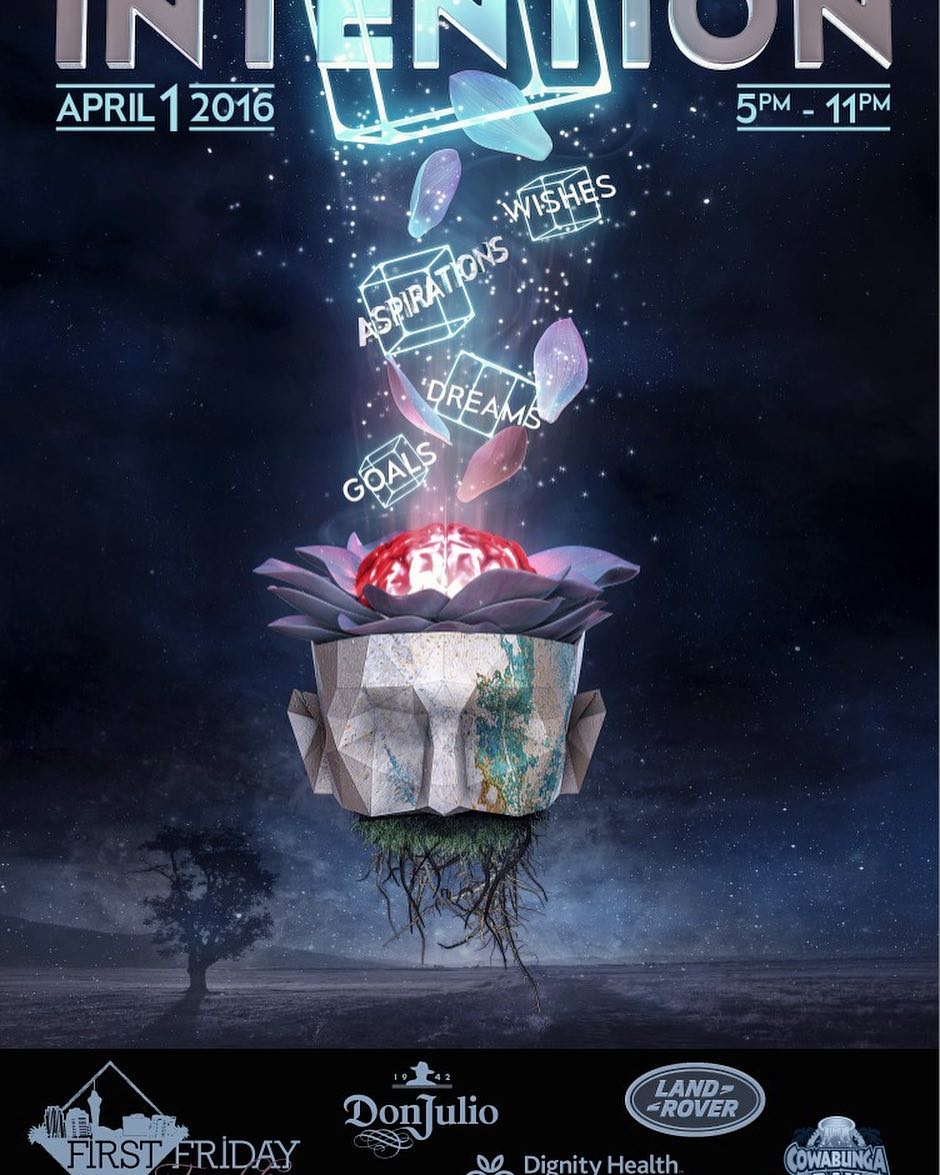 INTENTION
APRIL 1 2016
5PM - 11PM
WISHES
ASPIRATIONS
DREAMS
GOALS
1942
DonJulio
LAND-
-ROVER
FIRST FRIDAY
Dignity Health
COWABUNGA